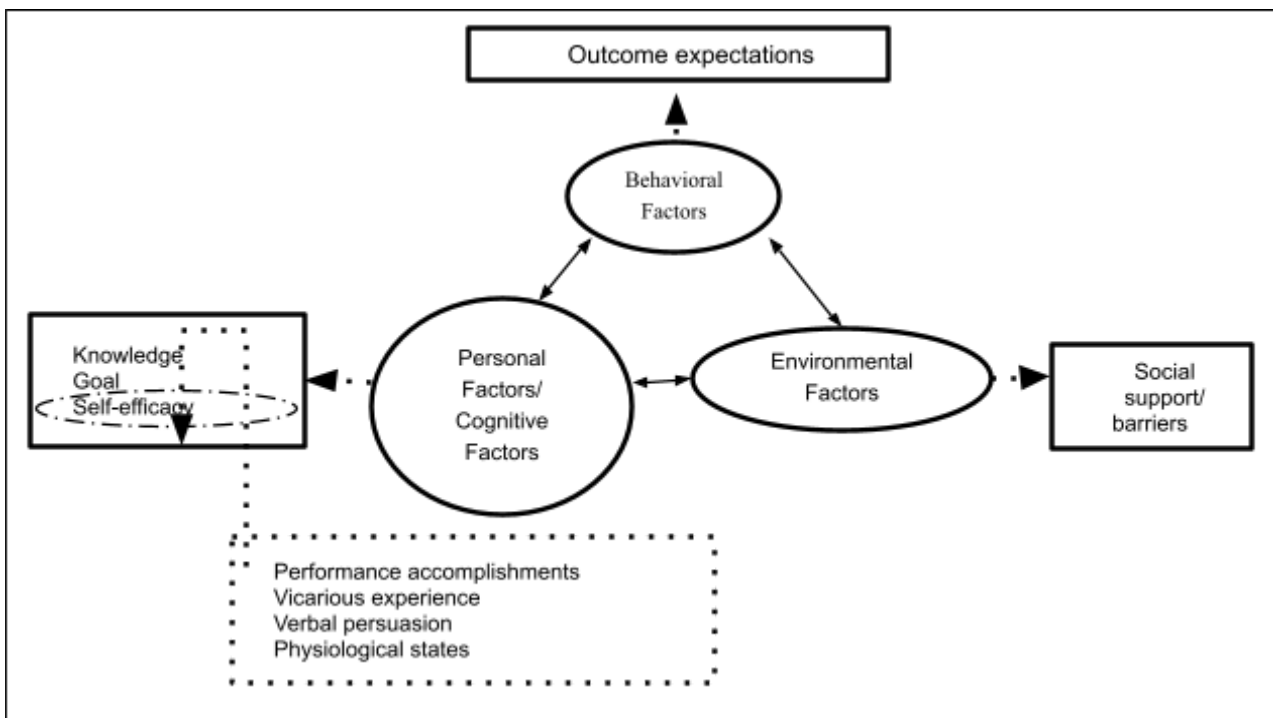 Outcome expectations
Behavioral
Factors
Knowledge
Goal
Self-efficacy
Personal
Factors/
Cognitive
Factors
Environmental
Factors
Social
support/
barriers
Performance accomplishments
Vicarious experience
Verbal persuasion
Physiological states